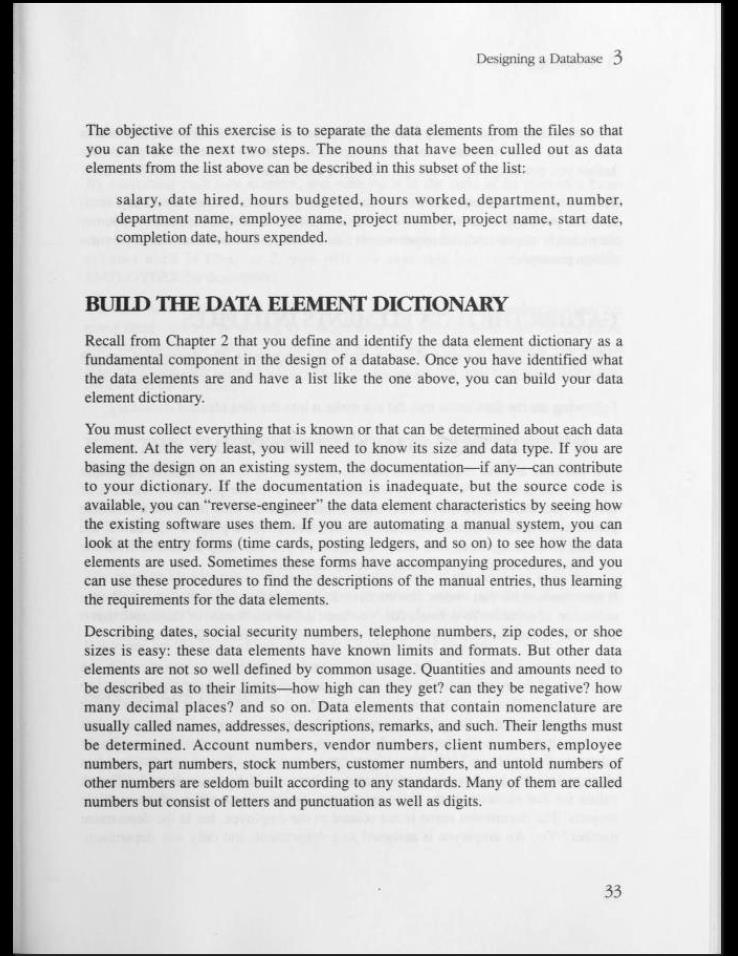 Designing a Database 3
The objective of this exercise is to separate the data elements from the files so that
you can take the next two steps. The nouns that have been culled out as data
elements from the list above can be described in this subset of the list:
salary, date hired, hours budgeted, hours worked, department, number,
department name, employee name, project number, project name, start date,
completion date, hours expended.
BUILD THE DATA ELEMENT DICTIONARY
Recall from Chapter 2 that you define and identify the data element dictionary as a
fundamental component in the design of a database. Once you have identified what
the data elements are and have a list like the one above, you can build your data
element dictionary.
You must collect everything that is known or that can be determined about each data
element. At the very least, you will need to know its size and data type. If you are
basing the design on an existing system, the documentation—if any—can contribute
to your dictionary. If the documentation is inadequate, but the source code is
available, you can “reverse-engineer” the data element characteristics by seeing how
the existing software uses them. If you are automating a manual system, you can
look at the entry forms (time cards, posting ledgers, and so on) to see how the data
elements are used. Sometimes these forms have accompanying procedures, and you
can use these procedures to find the descriptions of the manual entries, thus learning
the requirements for the data elements.
Describing dates, social security numbers, telephone numbers, zip codes, or shoe
sizes is easy: these data elements have known limits and formats. But other data
elements are not so well defined by common usage. Quantities and amounts need to
be described as to their limits—how high can they get? can they be negative? how
many decimal places? and so on. Data elements that contain nomenclature are
usually called names, addresses, descriptions, remarks, and such. Their lengths must
be determined. Account numbers, vendor numbers, client numbers, employee
numbers, part numbers, stock numbers, customer numbers, and untold numbers of
other numbers are seldom built according to any standards. Many of them are called
numbers but consist of letters and punctuation as well as digits.
33